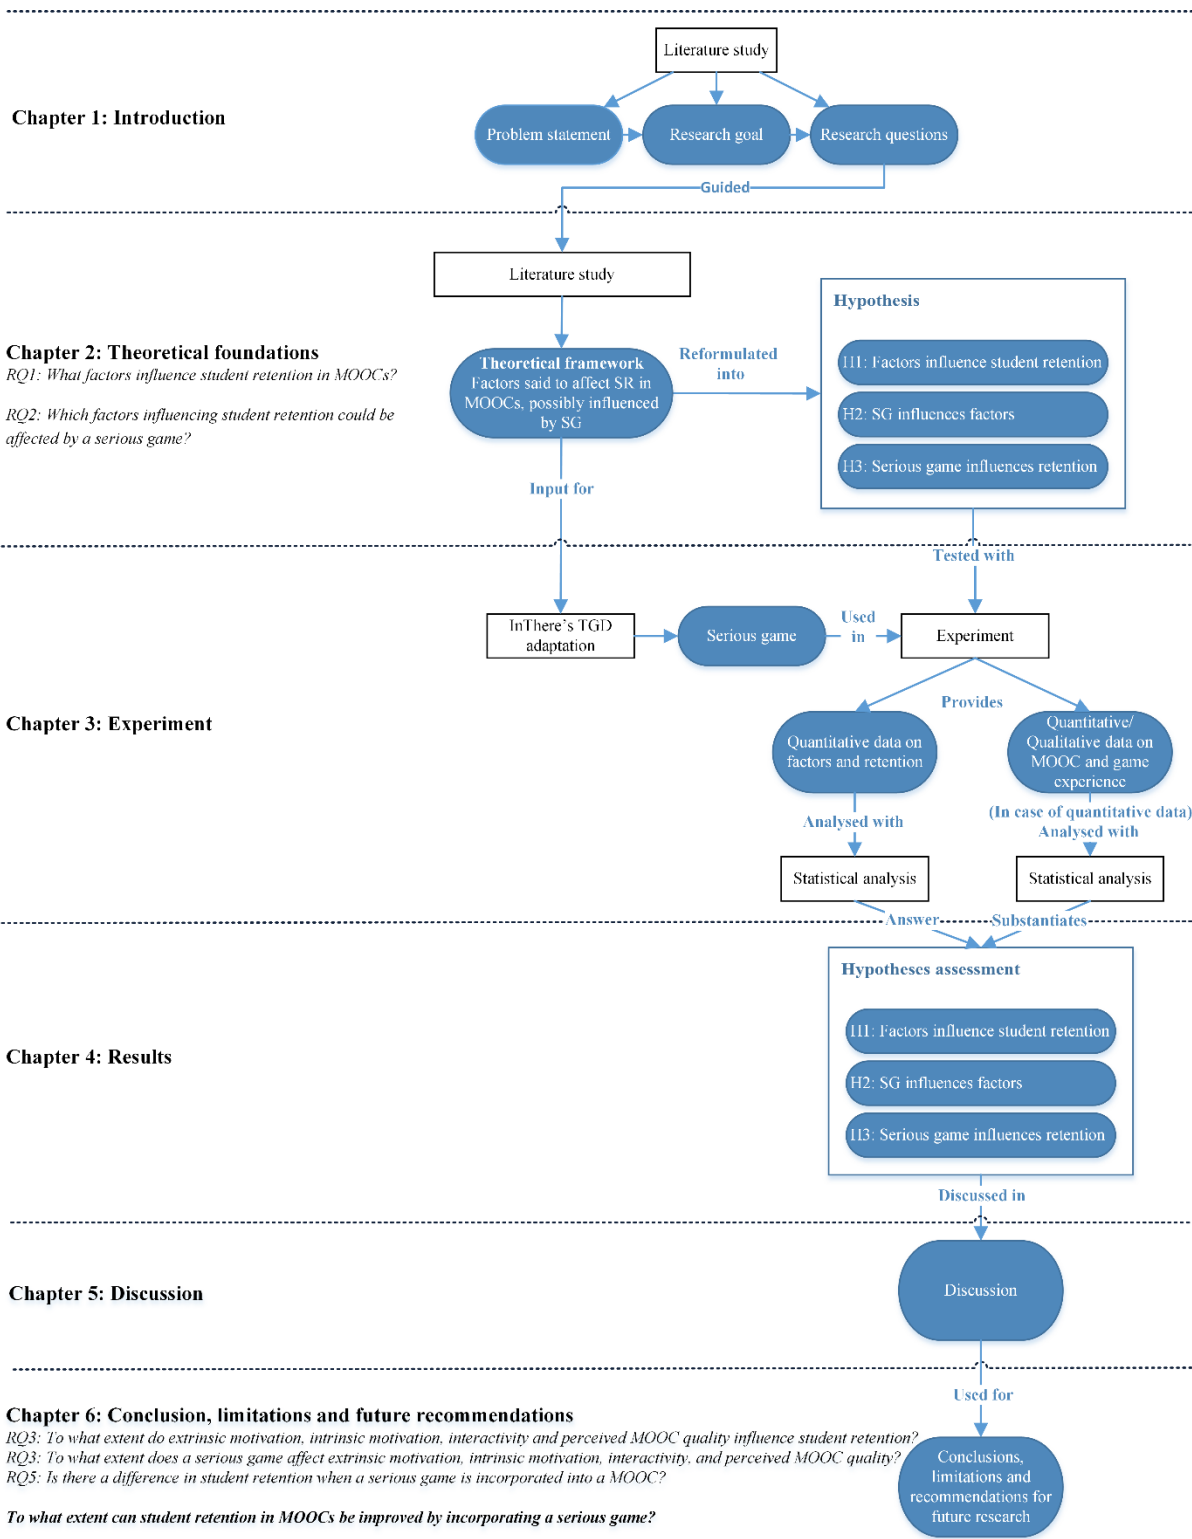 Literature study
Chapter 1: Introduction
Problem statement
Research goal
Research questions
Guided
Literature study
Hypothesis
Chapter 2: Theoretical foundations
RQ1: What factors influence student retention in MOOCs?
RQ2: Which factors influencing student retention could be
affected by a serious game?
Theoretical framework
Factors said to affect SR in
MOOCs, possibly influenced
by SG
Reformulated
into
H1: Factors influence student retention
H2: SG influences factors
H3: Serious game influences retention
Input for
Tested with
InThere's TGD
adaptation
Serious game
Used
in
Experiment
Chapter 3: Experiment
Provides
Quantitative data on
factors and retention
Quantitative/
Qualitative data on
MOOC and game
experience
Analysed with
(In case of quantitative data)
Analysed with
Statistical analysis
Statistical analysis
Answer
Substantiates
Hypotheses assessment
Chapter 4: Results
H1: Factors influence student retention
H2: SG influences factors
H3: Serious game influences retention
Discussed in
Chapter 5: Discussion
Discussion
Used for
Chapter 6: Conclusion, limitations and future recommendations
RQ3: To what extent do extrinsic motivation, intrinsic motivation, interactivity and perceived MOOC quality influence student retention?
RQ3: To what extent does a serious game affect extrinsic motivation, intrinsic motivation, interactivity, and perceived MOOC quality?
RQ5: Is there a difference in student retention when a serious game is incorporated into a MOOC?
To what extent can student retention in MOOCs be improved by incorporating a serious game?
Conclusions,
limitations and
recommendations for
future research